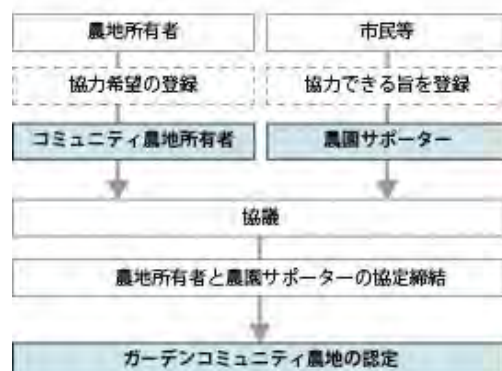 農地所有者
市民等
協力希望の登録
協力できる旨を登録
コミュニティ農地所有者
農園サポーター
協議
農地所有者と農園サポーターの協定締結
ガーデンコミュニティ農地の認定